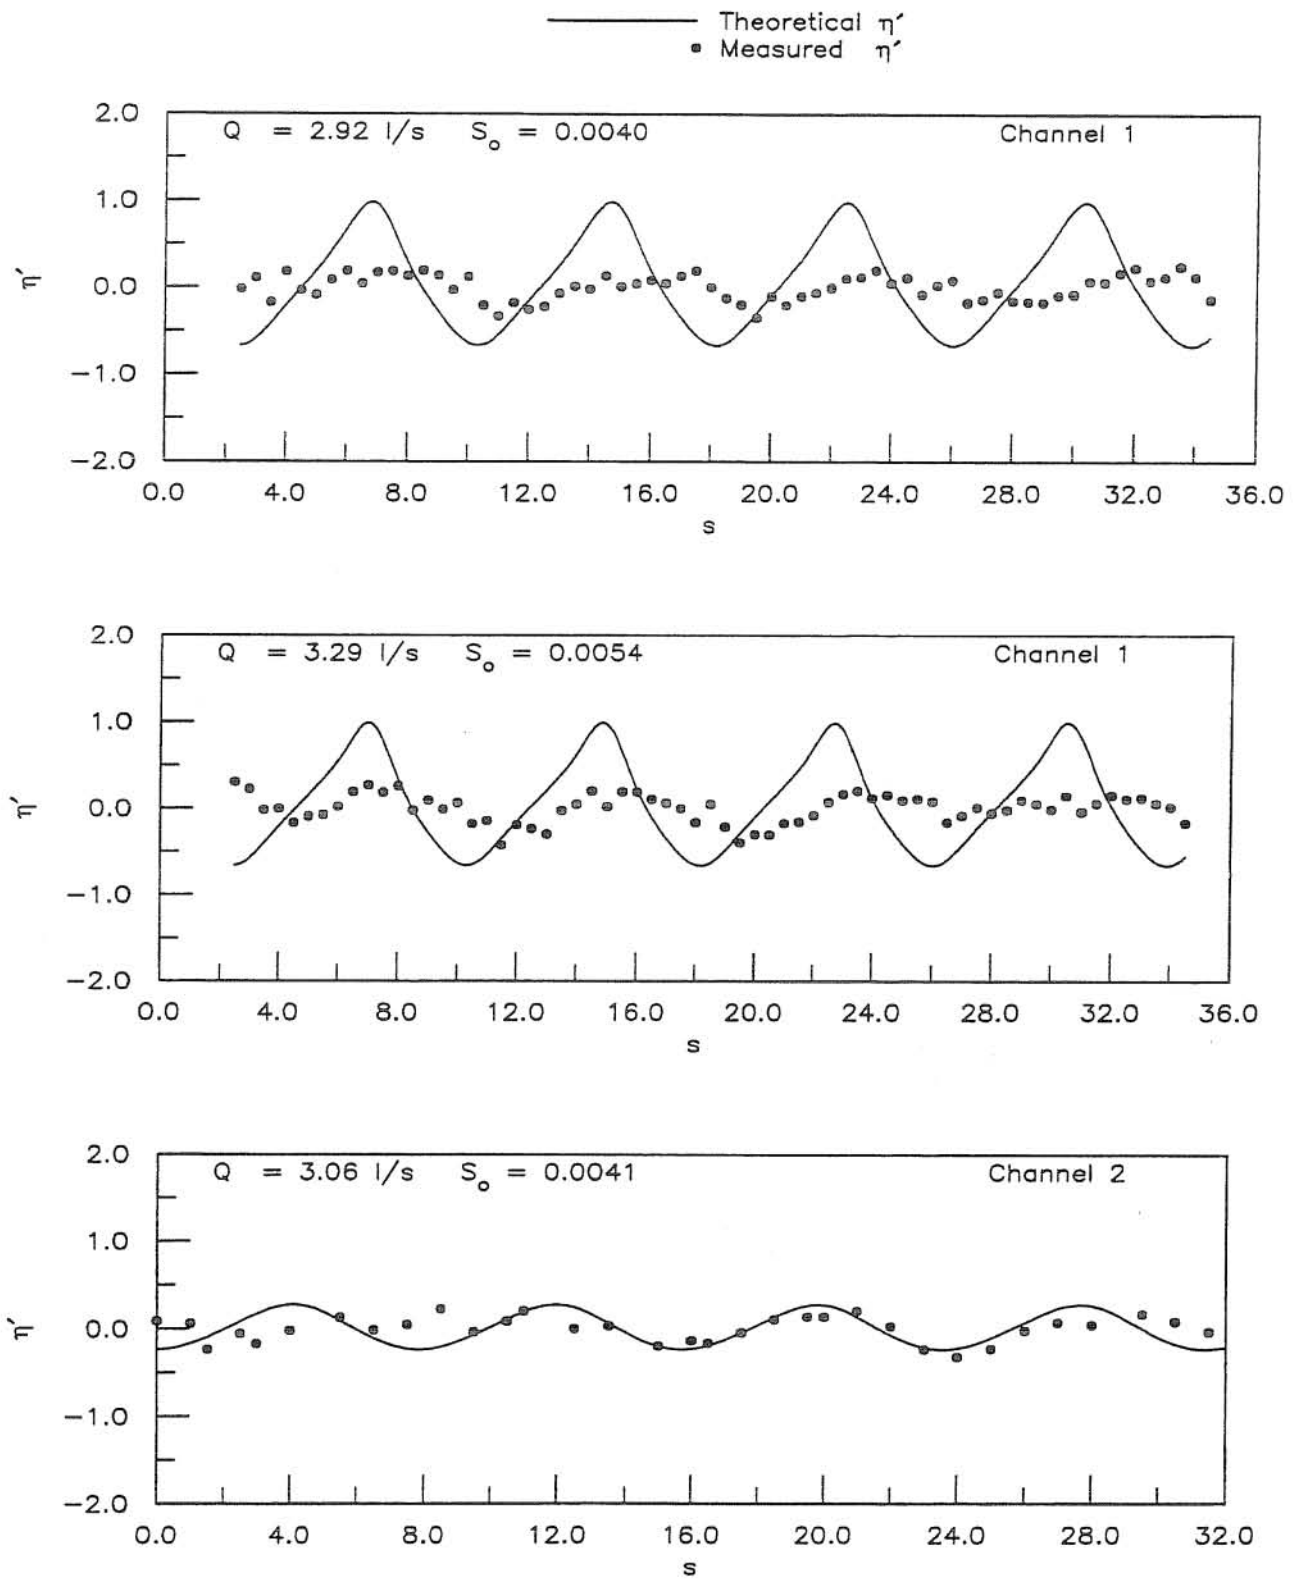 Theoretical η′
Measured η′
Q = 2.92 l/s S₀ = 0.0040 Channel 1
2.0
1.0
η′
0.0
−1.0
−2.0
0.0 4.0 8.0 12.0 16.0 20.0 24.0 28.0 32.0 36.0
s
Q = 3.29 l/s S₀ = 0.0054 Channel 1
2.0
1.0
η′
0.0
−1.0
−2.0
0.0 4.0 8.0 12.0 16.0 20.0 24.0 28.0 32.0 36.0
s
Q = 3.06 l/s S₀ = 0.0041 Channel 2
2.0
1.0
η′
0.0
−1.0
−2.0
0.0 4.0 8.0 12.0 16.0 20.0 24.0 28.0 32.0
s